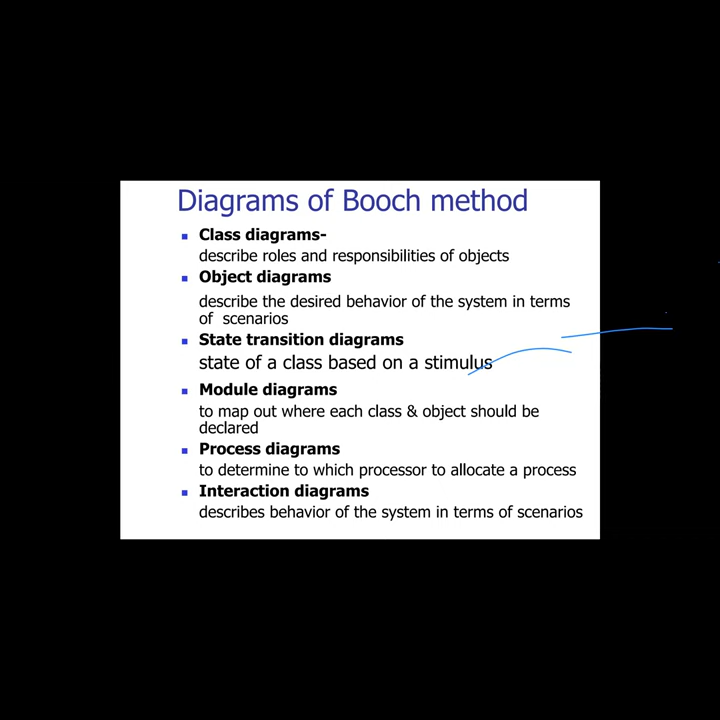 Diagrams of Booch method
Class diagrams-
describe roles and responsibilities of objects
Object diagrams
describe the desired behavior of the system in terms
of scenarios
State transition diagrams
state of a class based on a stimulus
Module diagrams
to map out where each class & object should be
declared
Process diagrams
to determine to which processor to allocate a process
Interaction diagrams
describes behavior of the system in terms of scenarios